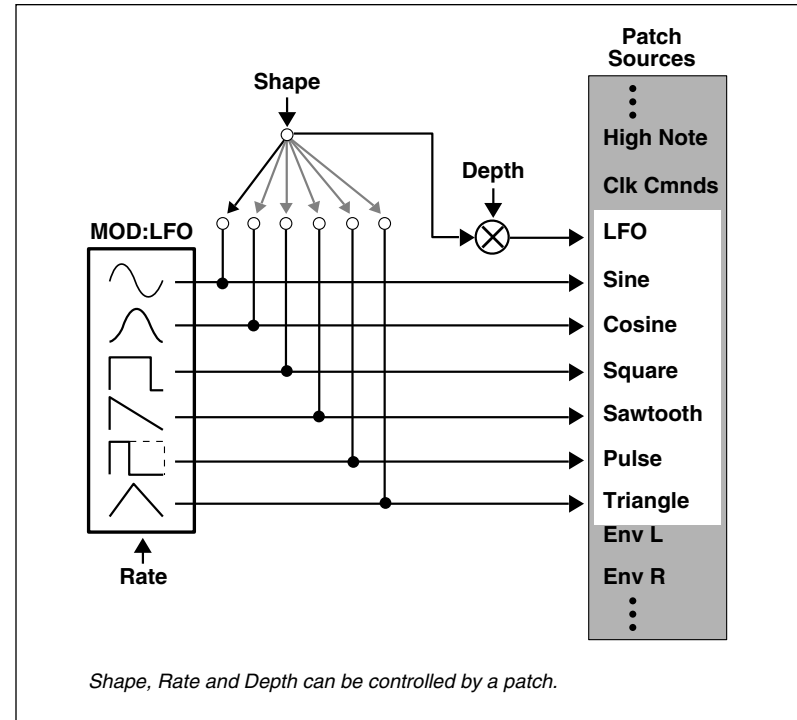 Patch
Sources
Shape
High Note
Depth
Clk Cmnds
MOD:LFO
LFO
Sine
Cosine
Square
Sawtooth
Pulse
Triangle
Env L
Rate
Env R
Shape, Rate and Depth can be controlled by a patch.